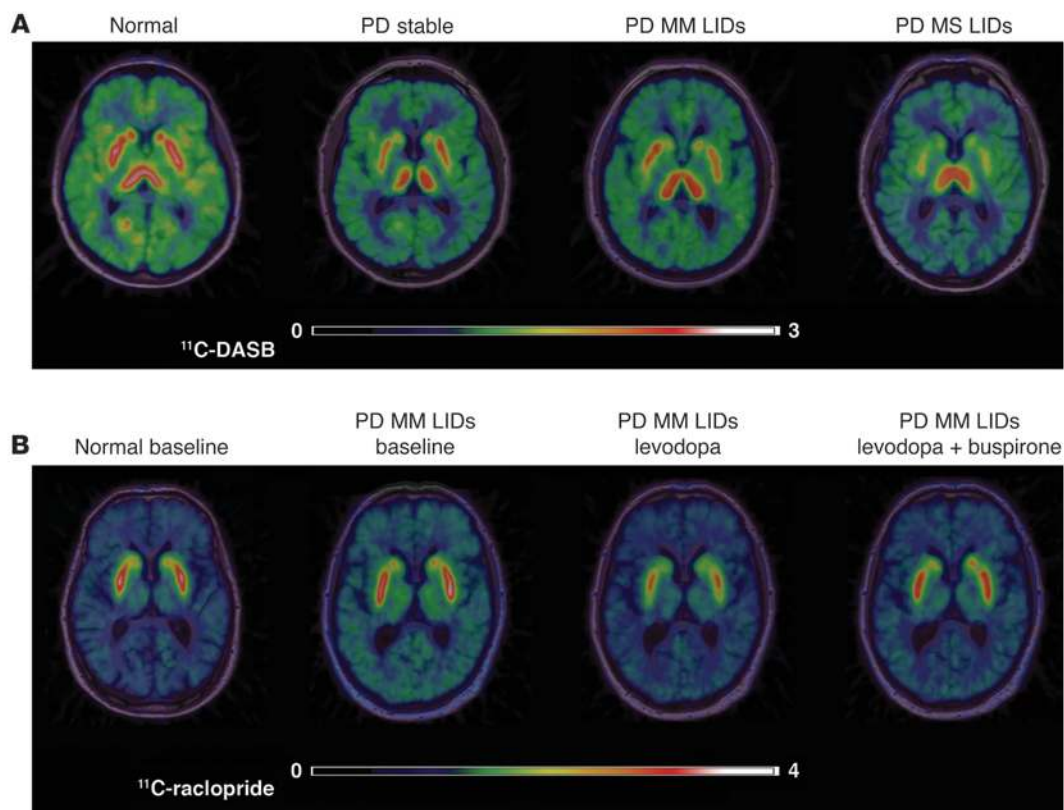 A
Normal
PD stable
PD MM LIDs
PD MS LIDs
0
3
¹¹C-DASB
B
Normal baseline
PD MM LIDs
baseline
PD MM LIDs
levodopa
PD MM LIDs
levodopa + buspirone
0
4
¹¹C-raclopride